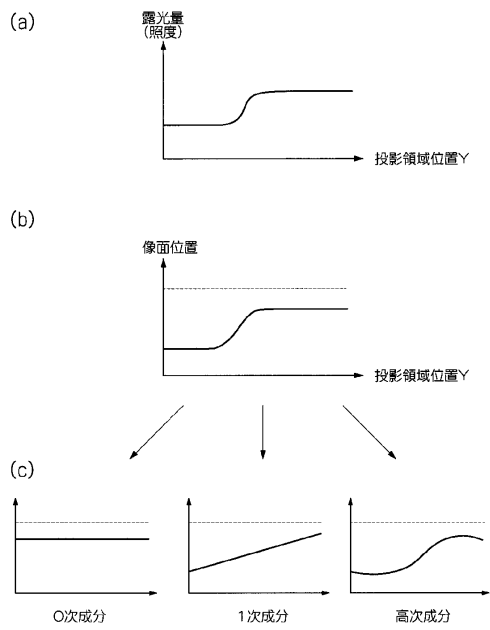 (a)
露光量
(照度)
投影領域位置Y
(b)
像面位置
投影領域位置Y
(c)
0次成分
1次成分
高次成分